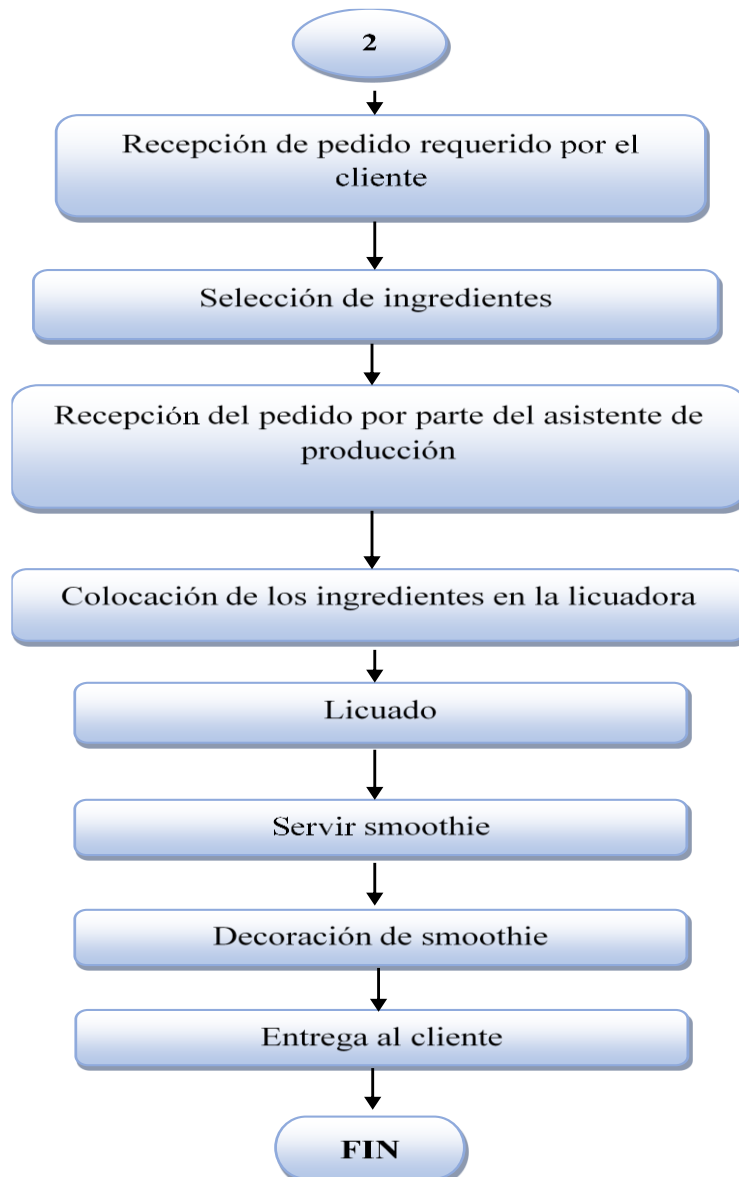 2
Recepción de pedido requerido por el
cliente
Selección de ingredientes
Recepción del pedido por parte del asistente de
producción
Colocación de los ingredientes en la licuadora
Licuado
Servir smoothie
Decoración de smoothie
Entrega al cliente
FIN